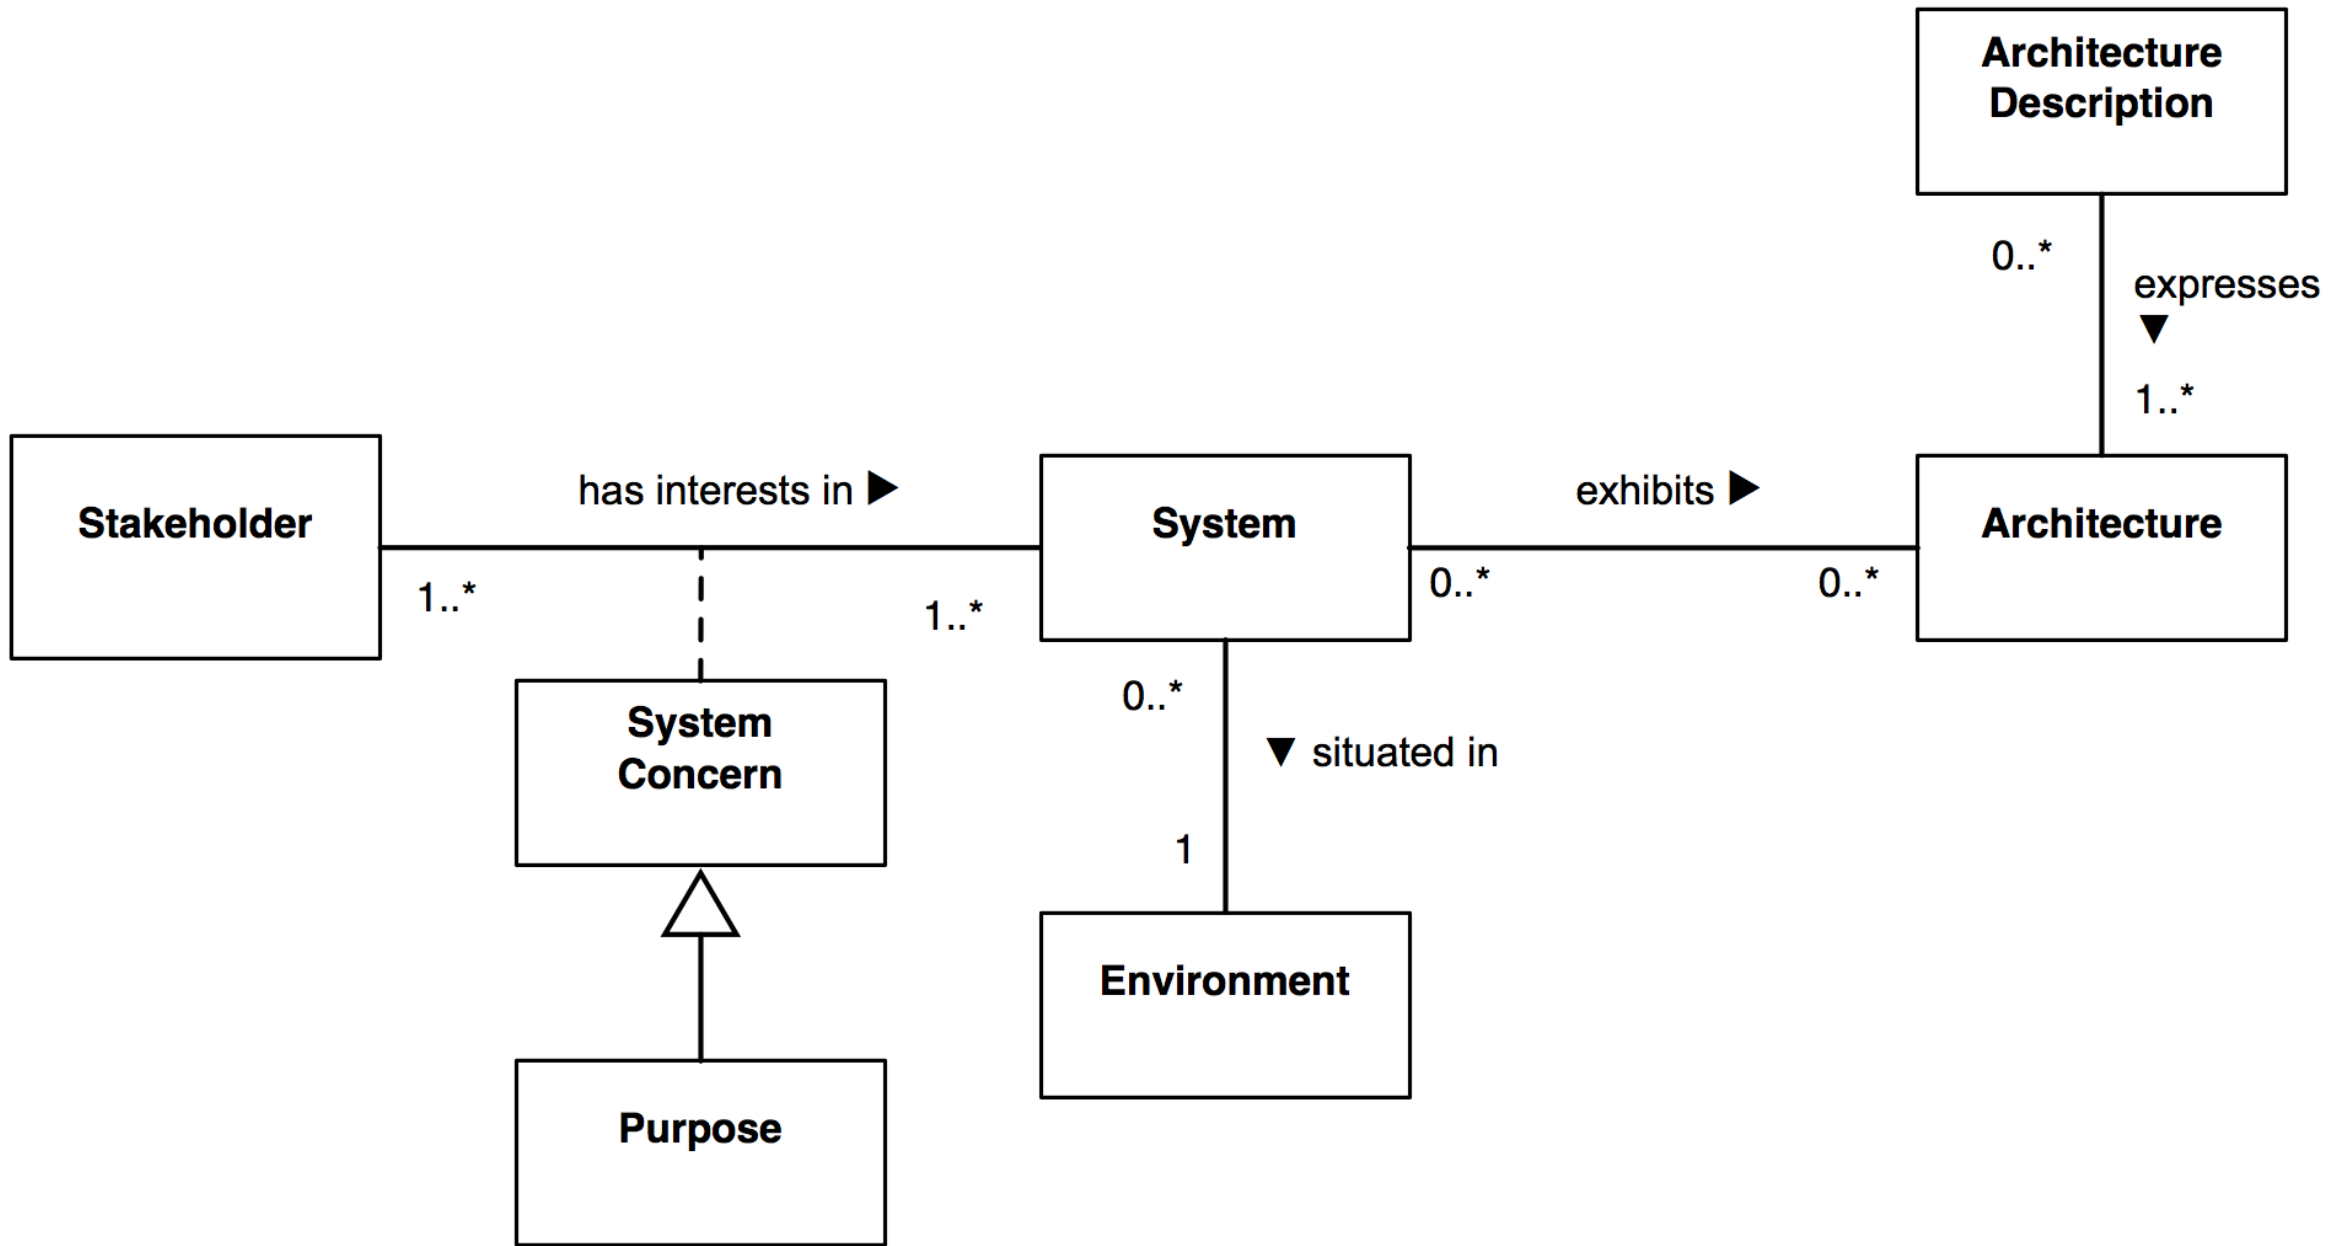 Architecture
Description
0..*
expresses
▼
1..*
Stakeholder
has interests in ▶
System
exhibits ▶
Architecture
1..*
1..*
0..*
0..*
System
Concern
0..*
▼ situated in
1
Environment
Purpose